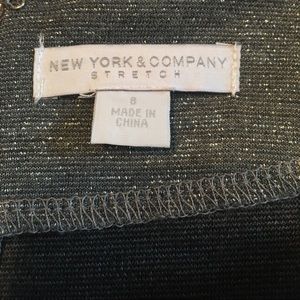 NEW YORK & COMPANY
STRETCH
8
MADE IN
CHINA